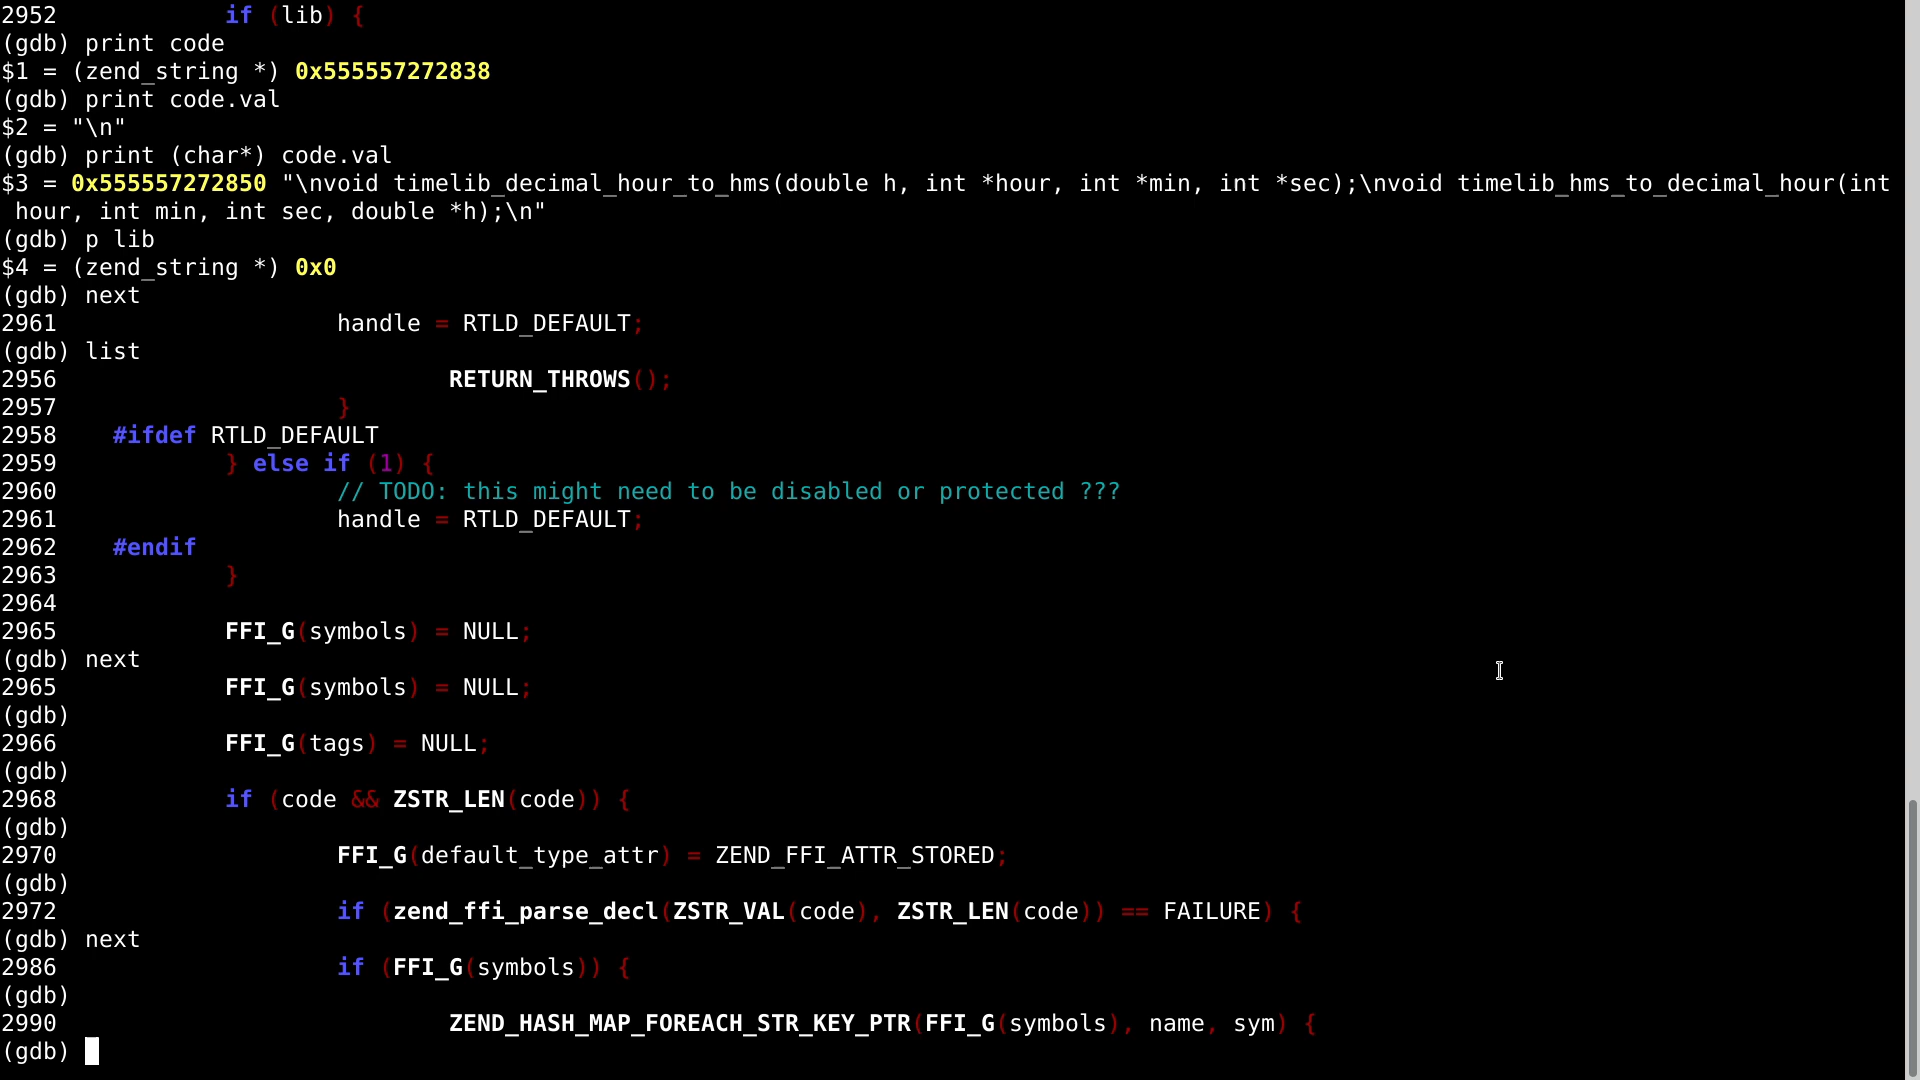 2952            if (lib) {
(gdb) print code
$1 = (zend_string *) 0x555557272838
(gdb) print code.val
$2 = "\n"
(gdb) print (char*) code.val
$3 = 0x555557272850 "\nvoid timelib_decimal_hour_to_hms(double h, int *hour, int *min, int *sec);\nvoid timelib_hms_to_decimal_hour(int
 hour, int min, int sec, double *h);\n"
(gdb) p lib
$4 = (zend_string *) 0x0
(gdb) next
2961                    handle = RTLD_DEFAULT;
(gdb) list
2956                            RETURN_THROWS();
2957                    }
2958    #ifdef RTLD_DEFAULT
2959            } else if (1) {
2960                    // TODO: this might need to be disabled or protected ???
2961                    handle = RTLD_DEFAULT;
2962    #endif
2963            }
2964
2965            FFI_G(symbols) = NULL;
(gdb) next
2965            FFI_G(symbols) = NULL;
(gdb)
2966            FFI_G(tags) = NULL;
(gdb)
2968            if (code && ZSTR_LEN(code)) {
(gdb)
2970                    FFI_G(default_type_attr) = ZEND_FFI_ATTR_STORED;
(gdb)
2972                    if (zend_ffi_parse_decl(ZSTR_VAL(code), ZSTR_LEN(code)) == FAILURE) {
(gdb) next
2986                    if (FFI_G(symbols)) {
(gdb)
2990                            ZEND_HASH_MAP_FOREACH_STR_KEY_PTR(FFI_G(symbols), name, sym) {
(gdb)